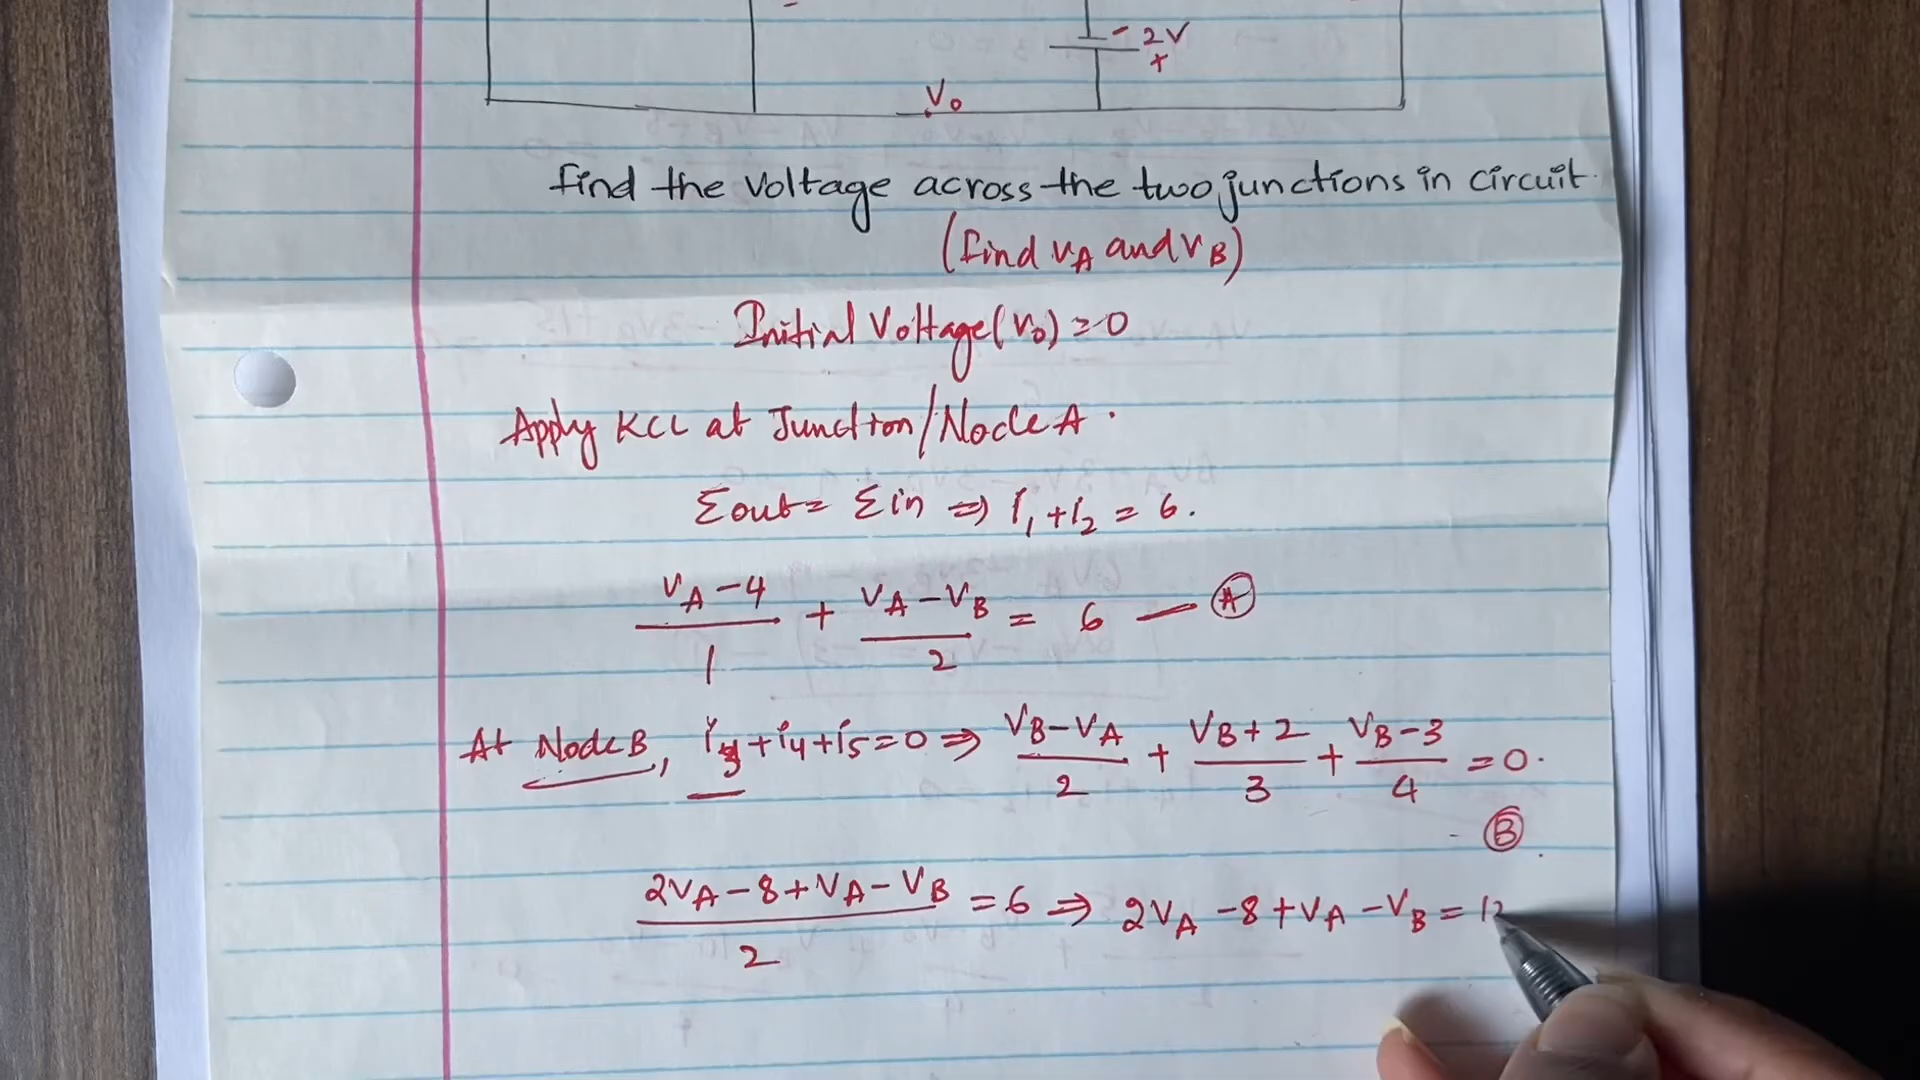 - 2V
+
V₀
find the voltage across the two junctions in circuit.
(find VA and VB)
Initial Voltage (V₀) = 0
Apply KCL at Junction/Node A.
Σout = Σin ⇒ i₁ + i₂ = 6.
(VA - 4)/1 + (VA - VB)/2 = 6 — Ⓐ
At Node B, i₃ + i₄ + i₅ = 0 ⇒ (VB - VA)/2 + (VB + 2)/3 + (VB - 3)/4 = 0.
- Ⓑ.
(2VA - 8 + VA - VB)/2 = 6 ⇒ 2VA - 8 + VA - VB = 12